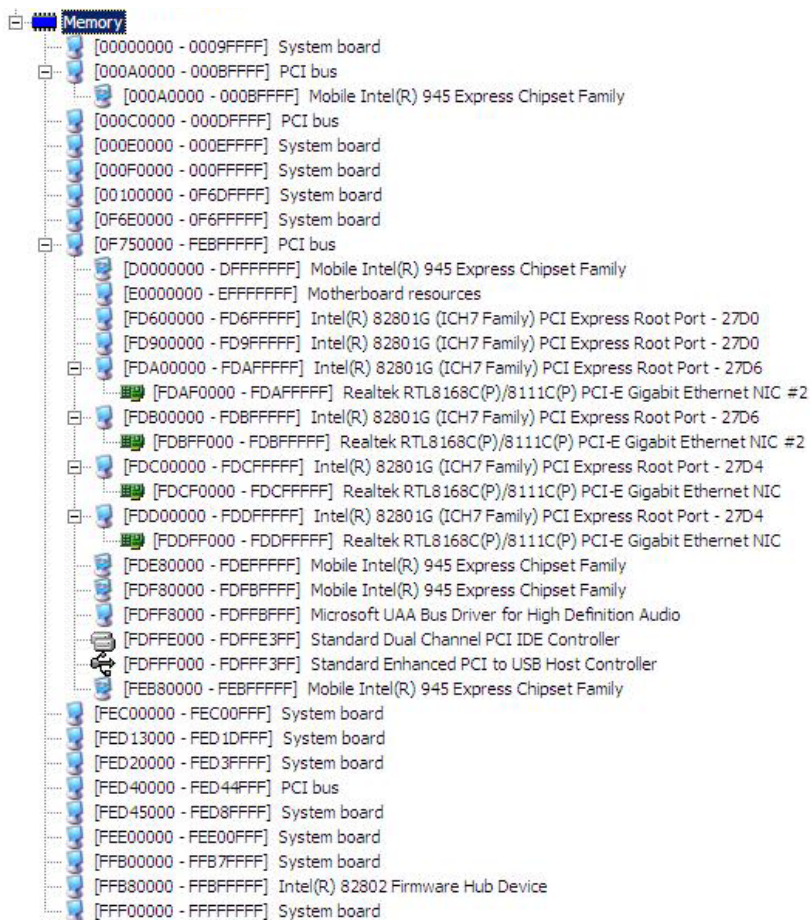 Memory
[00000000 - 0009FFFF] System board
[000A0000 - 000BFFFF] PCI bus
[000A0000 - 000BFFFF] Mobile Intel(R) 945 Express Chipset Family
[000C0000 - 000DFFFF] PCI bus
[000E0000 - 000EFFFF] System board
[000F0000 - 000FFFFF] System board
[00100000 - 0F6DFFFF] System board
[0F6E0000 - 0F6FFFFF] System board
[0F750000 - FEBFFFFF] PCI bus
[D0000000 - DFFFFFFF] Mobile Intel(R) 945 Express Chipset Family
[E0000000 - EFFFFFFF] Motherboard resources
[FD600000 - FD6FFFFF] Intel(R) 82801G (ICH7 Family) PCI Express Root Port - 27D0
[FD900000 - FD9FFFFF] Intel(R) 82801G (ICH7 Family) PCI Express Root Port - 27D0
[FDA00000 - FDAFFFFF] Intel(R) 82801G (ICH7 Family) PCI Express Root Port - 27D6
[FDAF0000 - FDAFFFFF] Realtek RTL8168C(P)/8111C(P) PCI-E Gigabit Ethernet NIC #2
[FDB00000 - FDBFFFFF] Intel(R) 82801G (ICH7 Family) PCI Express Root Port - 27D6
[FDBFF000 - FDBFFFFF] Realtek RTL8168C(P)/8111C(P) PCI-E Gigabit Ethernet NIC #2
[FDC00000 - FDCFFFFF] Intel(R) 82801G (ICH7 Family) PCI Express Root Port - 27D4
[FDCF0000 - FDCFFFFF] Realtek RTL8168C(P)/8111C(P) PCI-E Gigabit Ethernet NIC
[FDD00000 - FDDFFFFF] Intel(R) 82801G (ICH7 Family) PCI Express Root Port - 27D4
[FDDFF000 - FDDFFFFF] Realtek RTL8168C(P)/8111C(P) PCI-E Gigabit Ethernet NIC
[FDE80000 - FDEFFFFF] Mobile Intel(R) 945 Express Chipset Family
[FDF80000 - FDFBFFFF] Mobile Intel(R) 945 Express Chipset Family
[FDFF8000 - FDFFBFFF] Microsoft UAA Bus Driver for High Definition Audio
[FDFFE000 - FDFFE3FF] Standard Dual Channel PCI IDE Controller
[FDFFF000 - FDFFF3FF] Standard Enhanced PCI to USB Host Controller
[FEB80000 - FEBFFFFF] Mobile Intel(R) 945 Express Chipset Family
[FEC00000 - FEC00FFF] System board
[FED13000 - FED1DFFF] System board
[FED20000 - FED3FFFF] System board
[FED40000 - FED44FFF] PCI bus
[FED45000 - FED8FFFF] System board
[FEE00000 - FEE00FFF] System board
[FFB00000 - FFB7FFFF] System board
[FFB80000 - FFBFFFFF] Intel(R) 82802 Firmware Hub Device
[FFF00000 - FFFFFFFF] System board